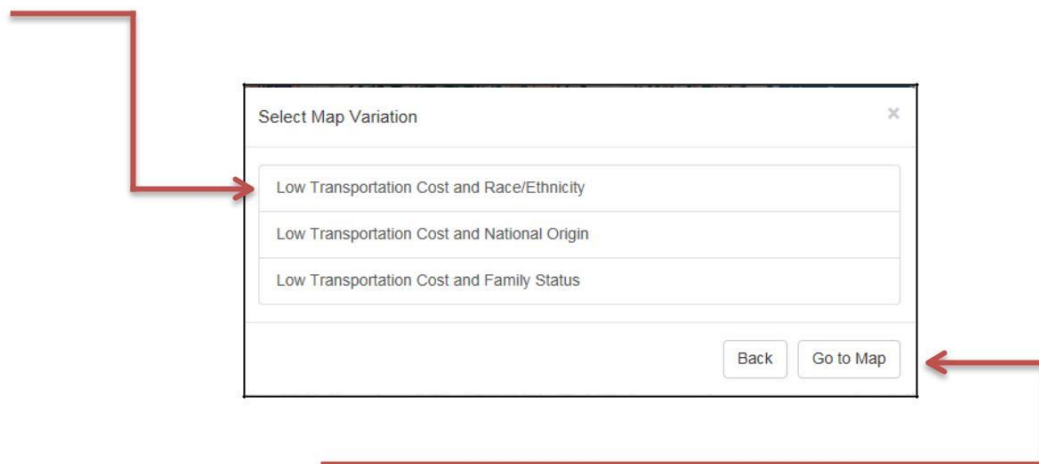 Select Map Variation ×
Low Transportation Cost and Race/Ethnicity
Low Transportation Cost and National Origin
Low Transportation Cost and Family Status
Back Go to Map